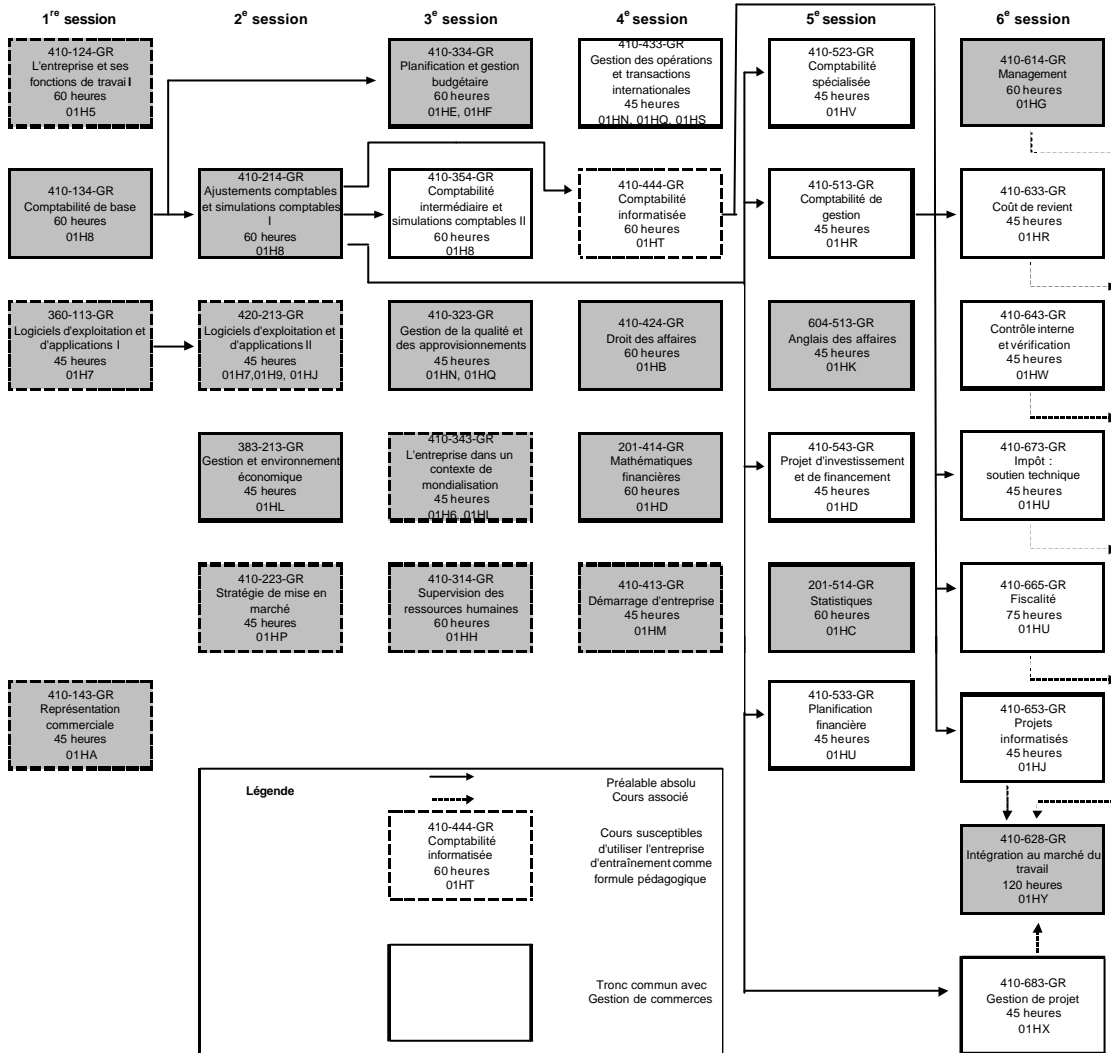 1re session
2e session
3e session
4e session
5e session
6e session
410-124-GR
L'entreprise et ses
fonctions de travail
60 heures
01H5
410-334-GR
Planification et gestion
budgétaire
60 heures
01HE, 01HF
410-433-GR
Gestion des opérations
et transactions
internationales
45 heures
01HN, 01HQ, 01HS
410-523-GR
Comptabilité
spécialisée
45 heures
01HV
410-614-GR
Management
60 heures
01HG
410-134-GR
Comptabilité de base
60 heures
01H8
410-214-GR
Ajustements comptables
et simulations comptables
I
60 heures
01H8
410-354-GR
Comptabilité
intermédiaire et
simulations comptables II
60 heures
01H8
410-444-GR
Comptabilité
informatisée
60 heures
01HT
410-513-GR
Comptabilité de
gestion
45 heures
01HR
410-633-GR
Coût de revient
45 heures
01HR
360-113-GR
Logiciels d'exploitation et
d'applications I
45 heures
01H7
420-213-GR
Logiciels d'exploitation et
d'applications II
45 heures
01H7,01H9, 01HJ
410-323-GR
Gestion de la qualité et
des approvisionnements
45 heures
01HN, 01HQ
410-424-GR
Droit des affaires
60 heures
01HB
604-513-GR
Anglais des affaires
45 heures
01HK
410-643-GR
Contrôle interne
et vérification
45 heures
01HW
383-213-GR
Gestion et environnement
économique
45 heures
01HL
410-343-GR
L'entreprise dans un
contexte de
mondialisation
45 heures
01H6, 01HL
201-414-GR
Mathématiques
financières
60 heures
01HD
410-543-GR
Projet d'investissement
et de financement
45 heures
01HD
410-673-GR
Impôt :
soutien technique
45 heures
01HU
410-223-GR
Stratégie de mise en
marché
45 heures
01HP
410-314-GR
Supervision des
ressources humaines
60 heures
01HH
410-413-GR
Démarrage d'entreprise
45 heures
01HM
201-514-GR
Statistiques
60 heures
01HC
410-665-GR
Fiscalité
75 heures
01HU
410-143-GR
Représentation
commerciale
45 heures
01HA
410-533-GR
Planification
financière
45 heures
01HU
410-653-GR
Projets
informatisés
45 heures
01HJ
410-628-GR
Intégration au marché du
travail
120 heures
01HY
410-683-GR
Gestion de projet
45 heures
01HX
Légende
Préalable absolu
Cours associé
410-444-GR
Comptabilité
informatisée
60 heures
01HT
Cours susceptibles
d'utiliser l'entreprise
d'entraînement comme
formule pédagogique
Tronc commun avec
Gestion de commerces